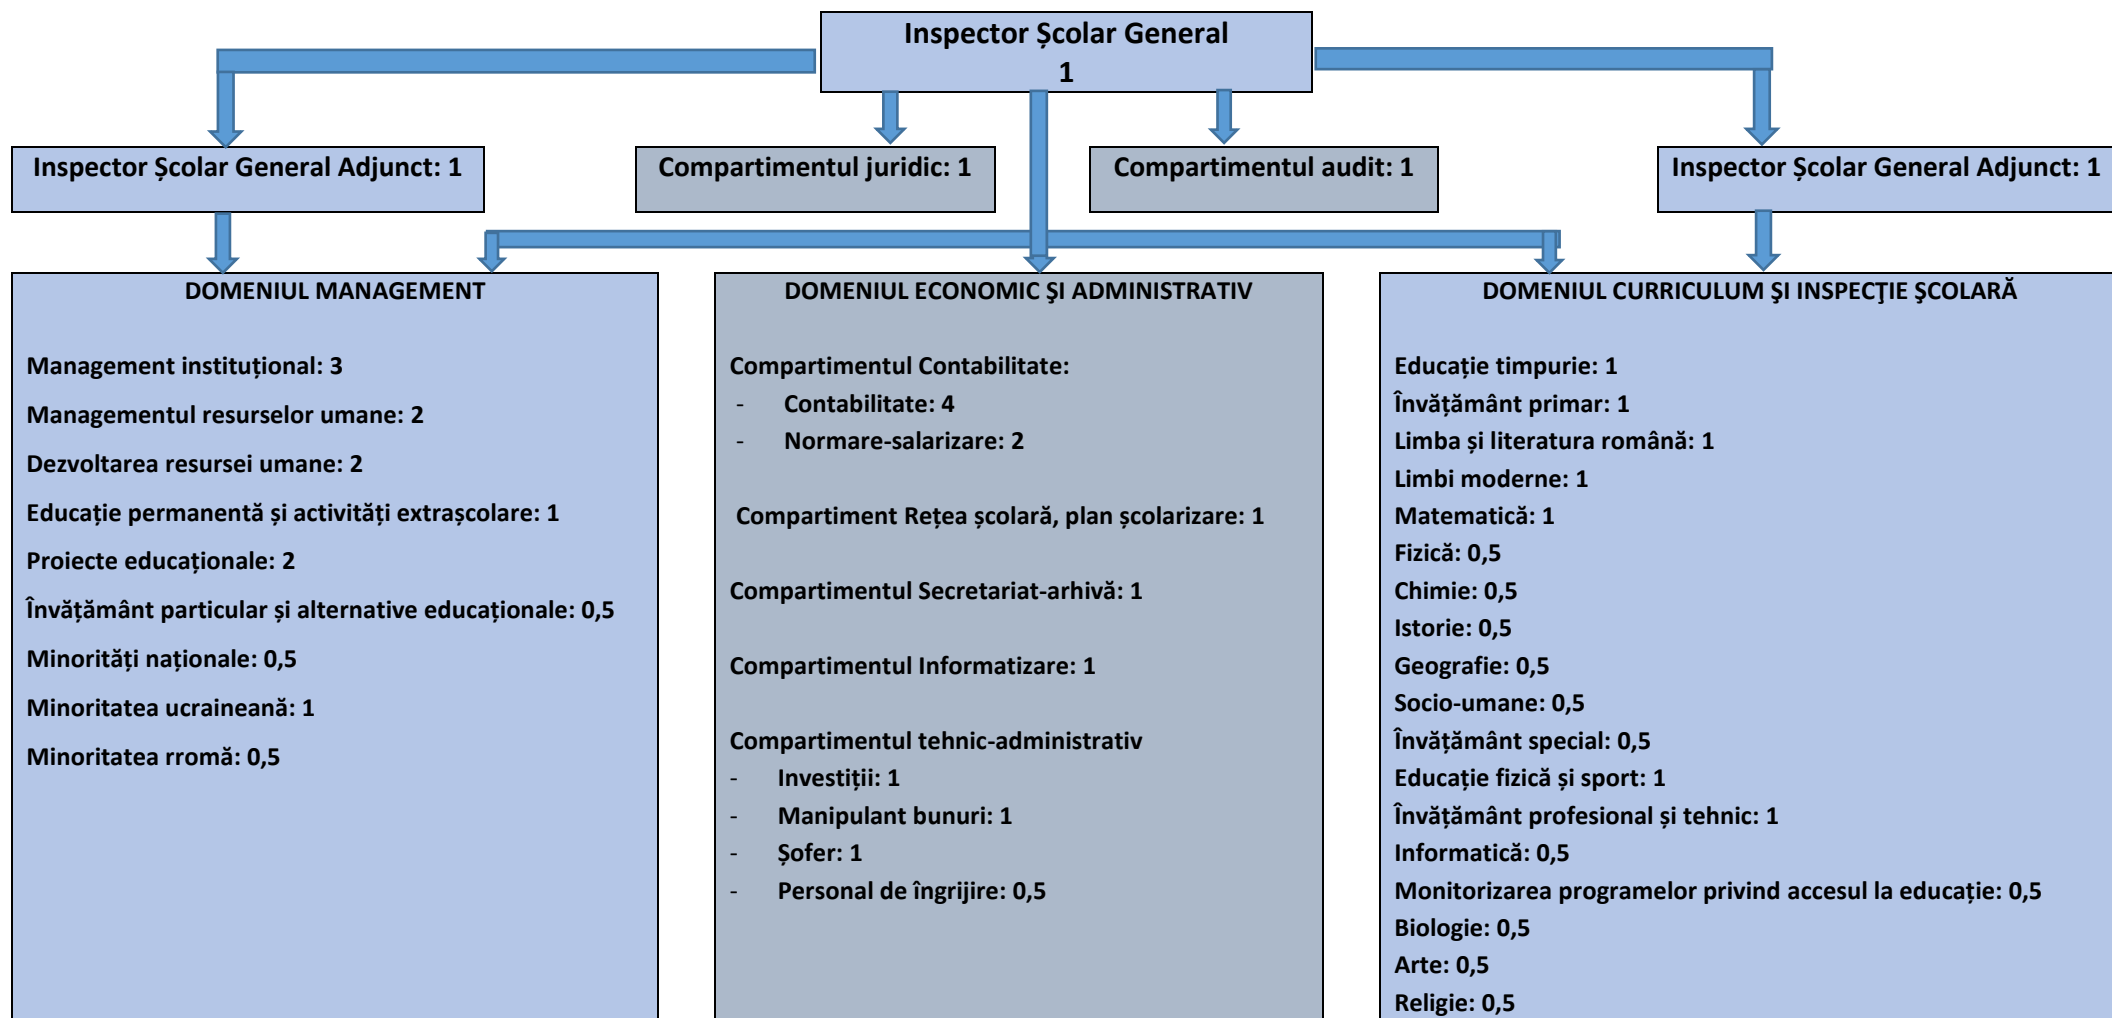 Inspector Școlar General
1
Inspector Școlar General Adjunct: 1
Compartimentul juridic: 1
Compartimentul audit: 1
Inspector Școlar General Adjunct: 1
DOMENIUL MANAGEMENT
Management instituțional: 3
Managementul resurselor umane: 2
Dezvoltarea resursei umane: 2
Educație permanentă și activități extrașcolare: 1
Proiecte educaționale: 2
Învățământ particular și alternative educaționale: 0,5
Minorități naționale: 0,5
Minoritatea ucraineană: 1
Minoritatea rromă: 0,5
DOMENIUL ECONOMIC ŞI ADMINISTRATIV
Compartimentul Contabilitate:
- Contabilitate: 4
- Normare-salarizare: 2
Compartiment Rețea școlară, plan școlarizare: 1
Compartimentul Secretariat-arhivă: 1
Compartimentul Informatizare: 1
Compartimentul tehnic-administrativ
- Investiții: 1
- Manipulant bunuri: 1
- Șofer: 1
- Personal de îngrijire: 0,5
DOMENIUL CURRICULUM ŞI INSPECŢIE ŞCOLARĂ
Educație timpurie: 1
Învățământ primar: 1
Limba și literatura română: 1
Limbi moderne: 1
Matematică: 1
Fizică: 0,5
Chimie: 0,5
Istorie: 0,5
Geografie: 0,5
Socio-umane: 0,5
Învățământ special: 0,5
Educație fizică și sport: 1
Învățământ profesional și tehnic: 1
Informatică: 0,5
Monitorizarea programelor privind accesul la educație: 0,5
Biologie: 0,5
Arte: 0,5
Religie: 0,5